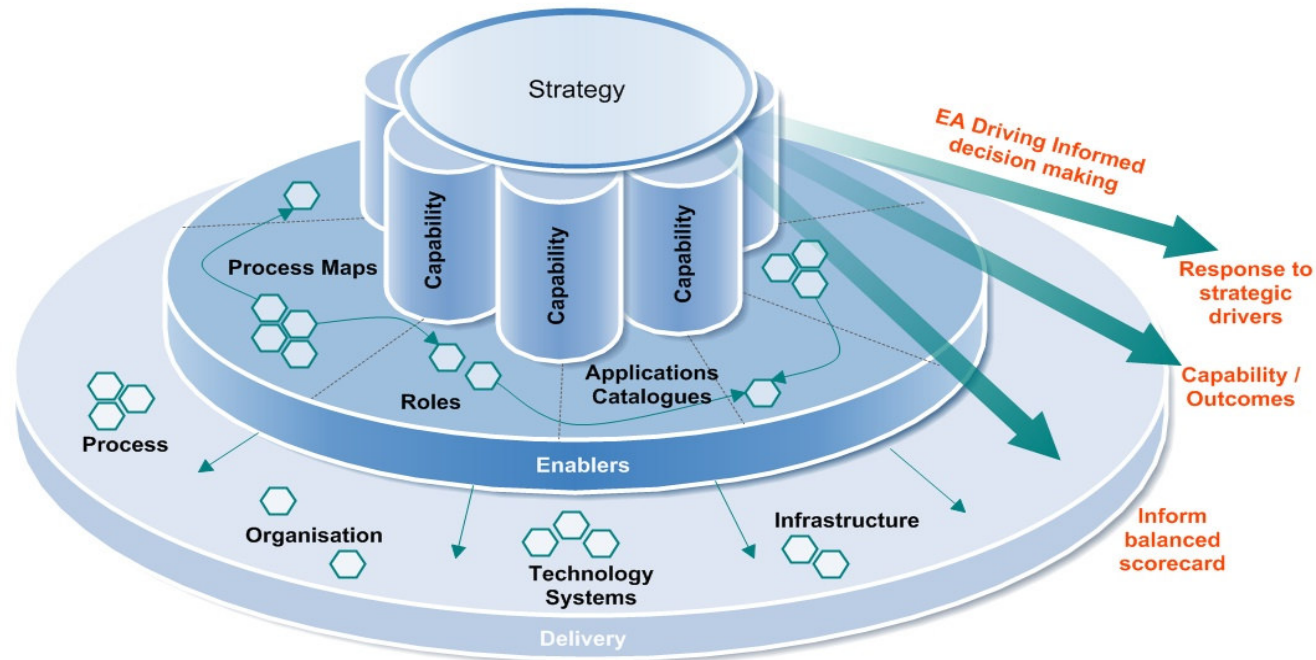 Strategy
EA Driving Informed
decision making
Capability
Capability
Capability
Process Maps
Response to
strategic
drivers
Applications
Catalogues
Roles
Capability /
Outcomes
Process
Enablers
Organisation
Infrastructure
Technology
Systems
Inform
balanced
scorecard
Delivery